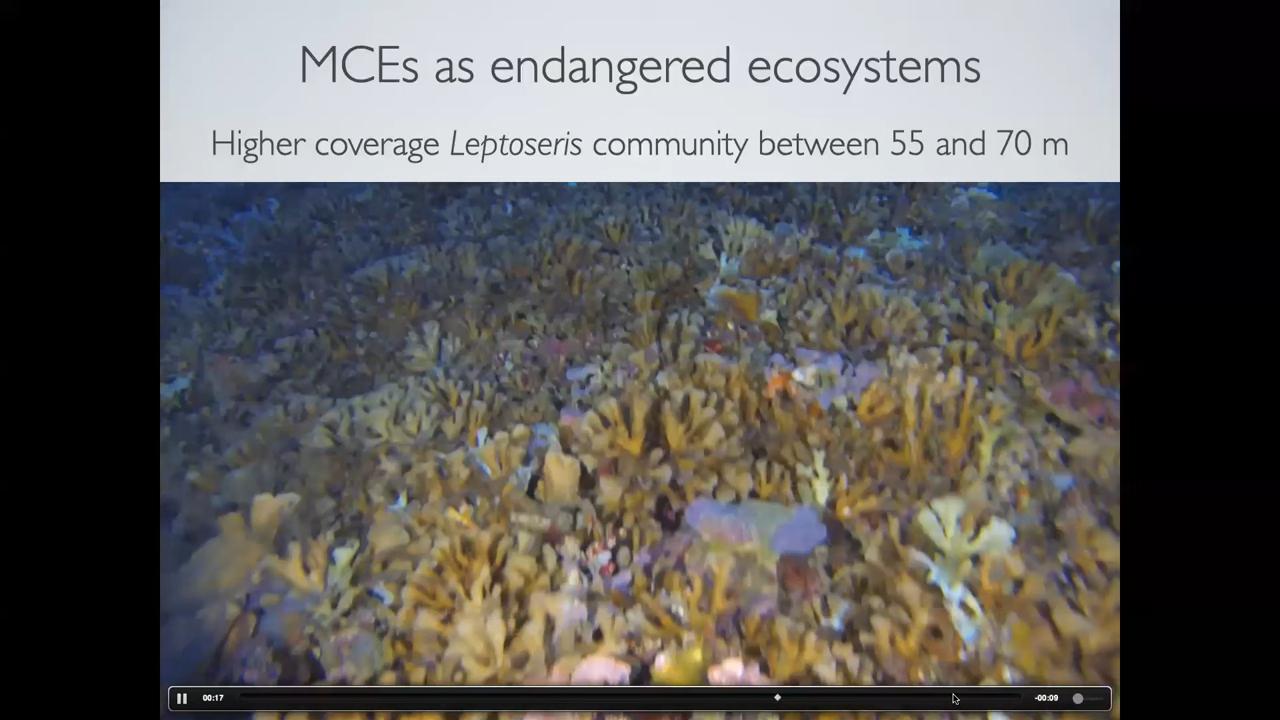 MCEs as endangered ecosystems
Higher coverage Leptoseris community between 55 and 70 m
00:17
-00:09